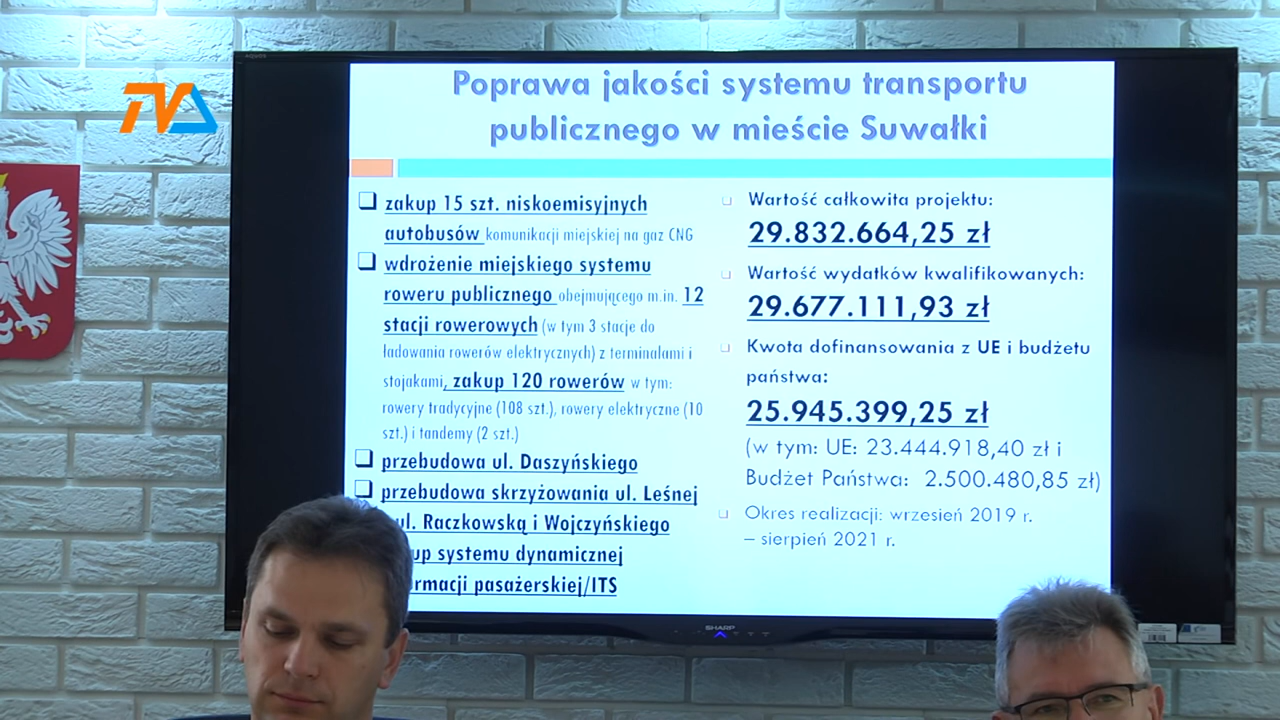 Poprawa jakości systemu transportu
publicznego w mieście Suwałki
zakup 15 szt. niskoemisyjnych
autobusów komunikacji miejskiej na gaz CNG
wdrożenie miejskiego systemu
roweru publicznego obejmującego m.in. 12
stacji rowerowych (w tym 3 stacje do
ładowania rowerów elektrycznych) z terminalami i
stojakami, zakup 120 rowerów w tym:
rowery tradycyjne (108 szt.), rowery elektryczne (10
szt.) i tandemy (2 szt.)
przebudowa ul. Daszyńskiego
przebudowa skrzyżowania ul. Leśnej
ul. Raczkowską i Wojczyńskiego
up systemu dynamicznej
rmacji pasażerskiej/ITS
Wartość całkowita projektu:
29.832.664,25 zł
Wartość wydatków kwalifikowanych:
29.677.111,93 zł
Kwota dofinansowania z UE i budżetu
państwa:
25.945.399,25 zł
(w tym: UE: 23.444.918,40 zł i
Budżet Państwa: 2.500.480,85 zł)
Okres realizacji: wrzesień 2019 r.
– sierpień 2021 r.
SHARP